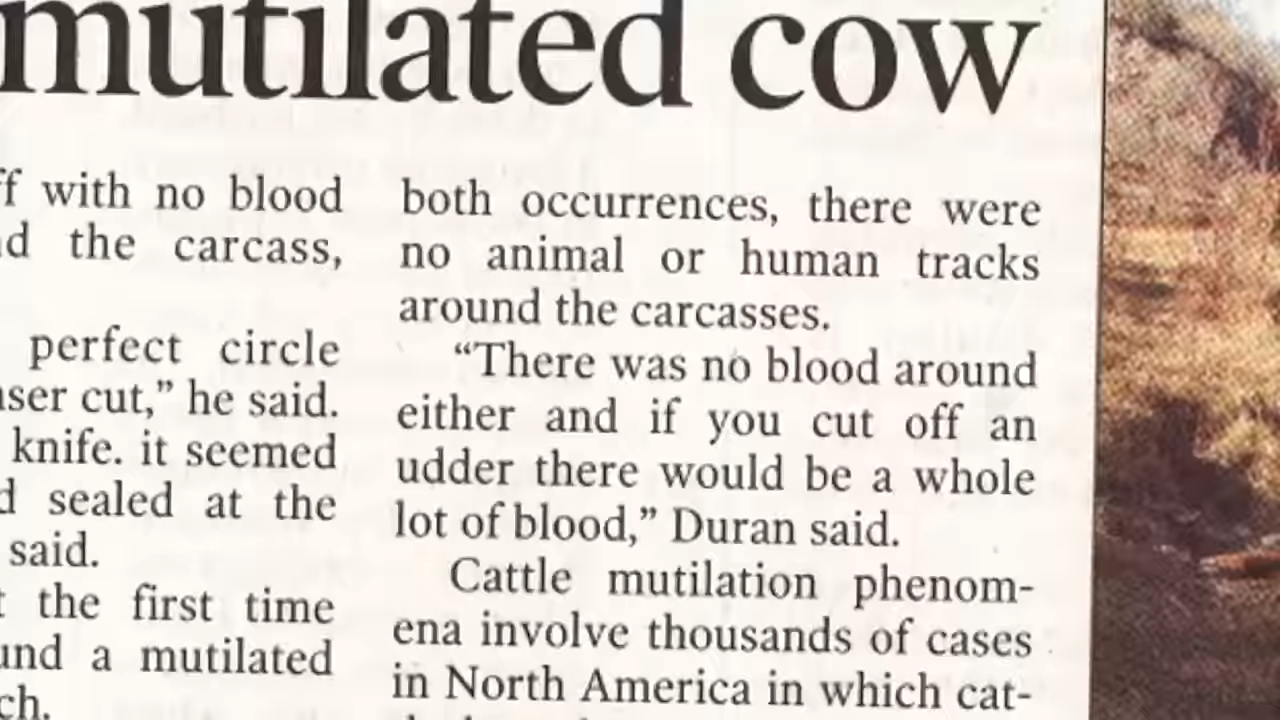 mutilated cow
with no blood
the carcass,
perfect circle
cut,” he said.
knife. it seemed
sealed at the
said.
the first time
a mutilated
both occurrences, there were
no animal or human tracks
around the carcasses.
“There was no blood around
either and if you cut off an
udder there would be a whole
lot of blood,” Duran said.
Cattle mutilation phenom-
ena involve thousands of cases
in North America in which cat-